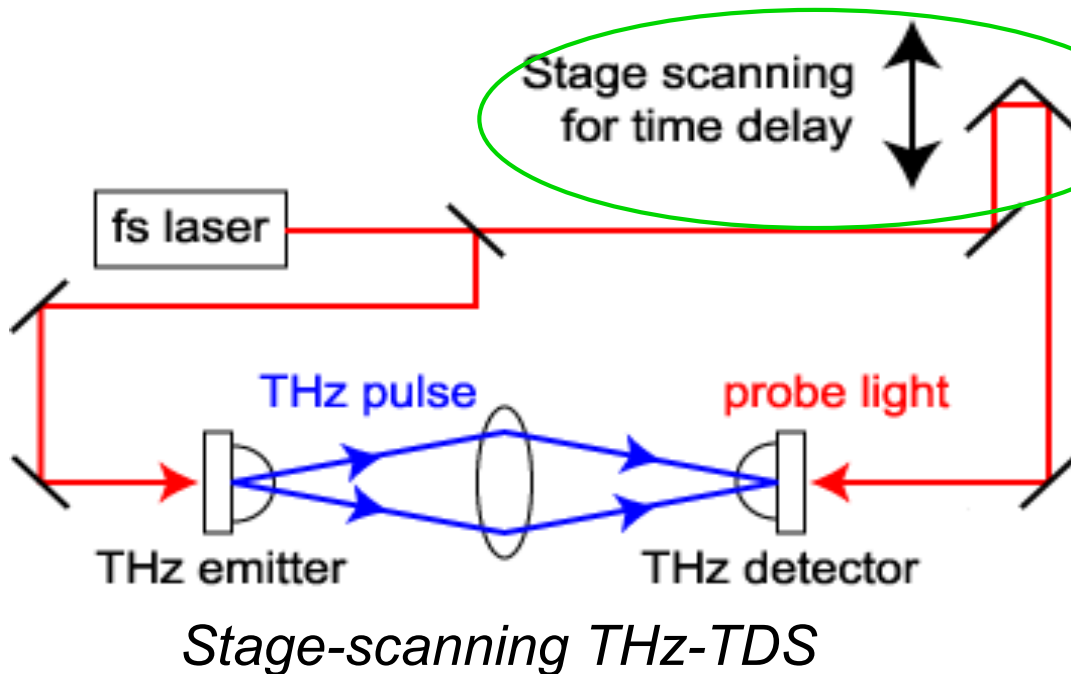 Stage scanning
for time delay
fs laser
THz pulse
probe light
THz emitter
THz detector
Stage-scanning THz-TDS